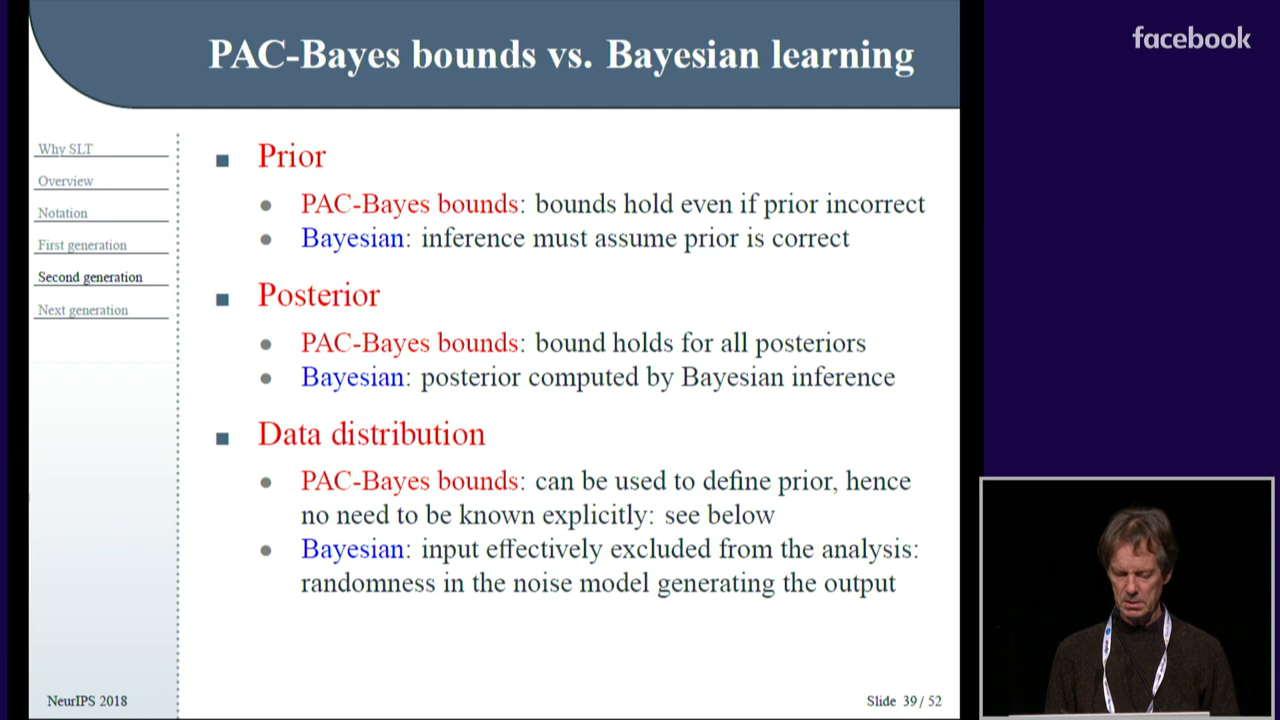 PAC-Bayes bounds vs. Bayesian learning
facebook
Why SLT
Overview
Notation
First generation
Second generation
Next generation
Prior
PAC-Bayes bounds: bounds hold even if prior incorrect
Bayesian: inference must assume prior is correct
Posterior
PAC-Bayes bounds: bound holds for all posteriors
Bayesian: posterior computed by Bayesian inference
Data distribution
PAC-Bayes bounds: can be used to define prior, hence
no need to be known explicitly: see below
Bayesian: input effectively excluded from the analysis:
randomness in the noise model generating the output
NeurIPS 2018
Slide 39 / 52